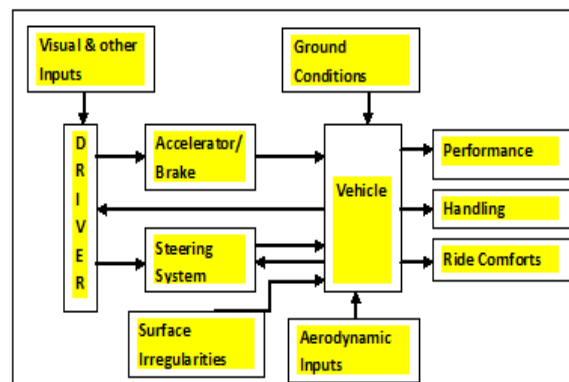 Visual & other
Inputs
Ground
Conditions
D
R
I
V
E
R
Accelerator/
Brake
Vehicle
Performance
Handling
Steering
System
Ride Comforts
Surface
Irregularities
Aerodynamic
Inputs